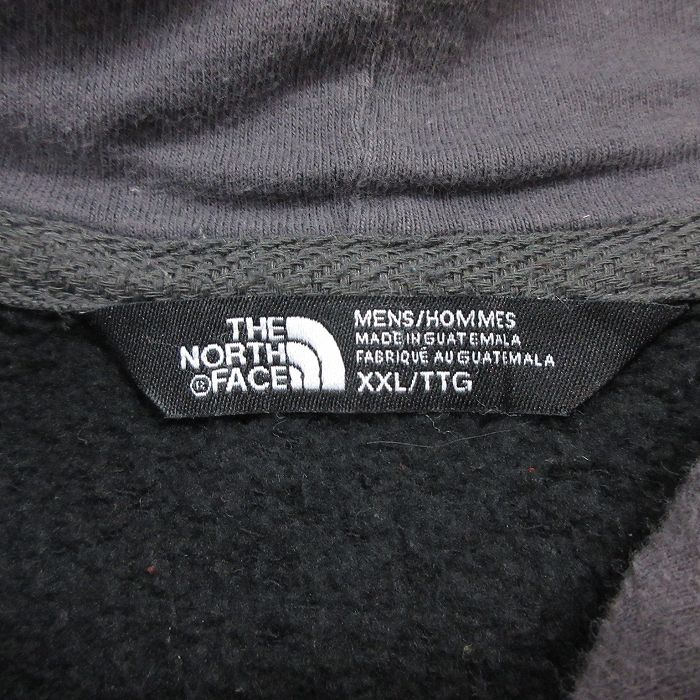 THE
NORTH
FACE
MENS/HOMMES
MADE IN GUATEMALA
FABRIQUÉ AU GUATEMALA
XXL/TTG